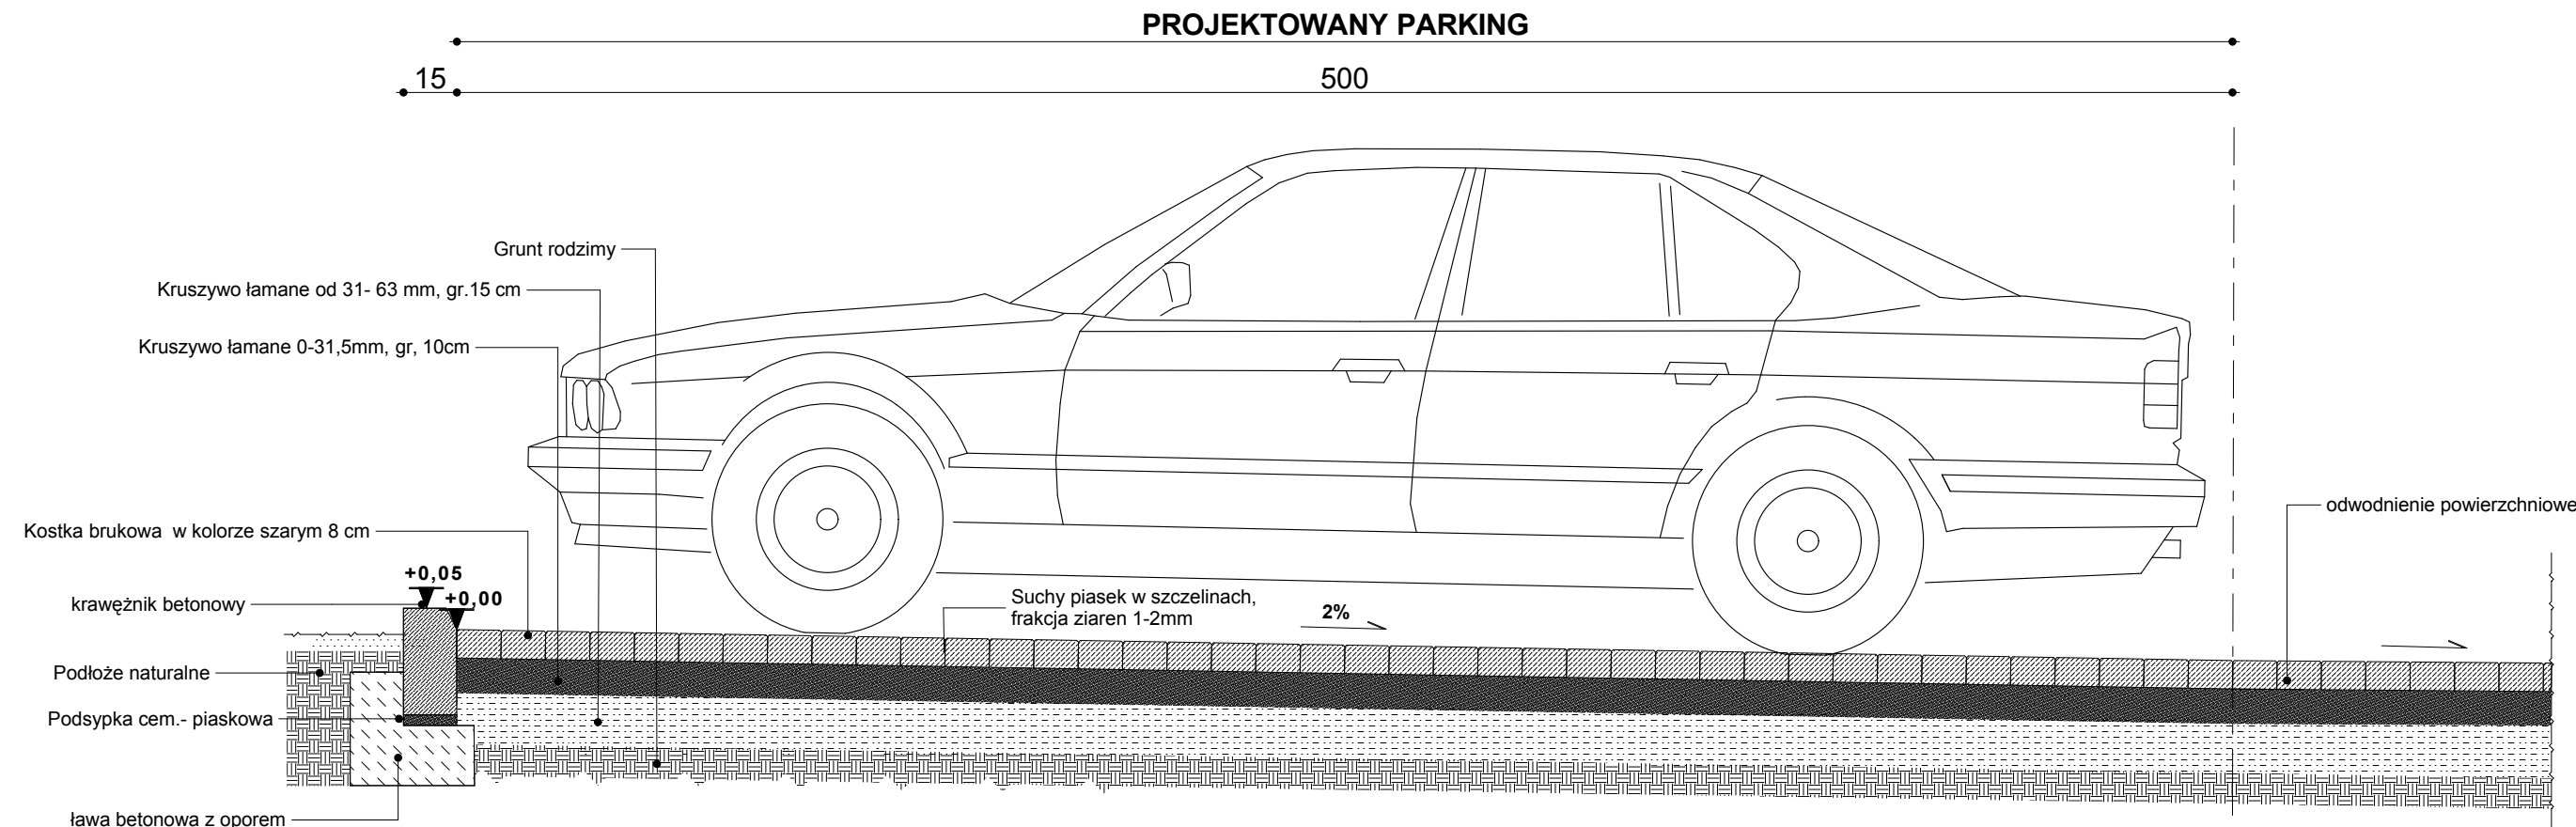 PROJEKTOWANY PARKING
15
500
Grunt rodzimy
Kruszywo łamane od 31- 63 mm, gr.15 cm
Kruszywo łamane 0-31,5mm, gr, 10cm
odwodnienie powierzchniowe
Kostka brukowa w kolorze szarym 8 cm
+0,05
+0,00
krawężnik betonowy
Suchy piasek w szczelinach,
frakcja ziaren 1-2mm
2%
Podłoże naturalne
Podsypka cem.- piaskowa
ława betonowa z oporem